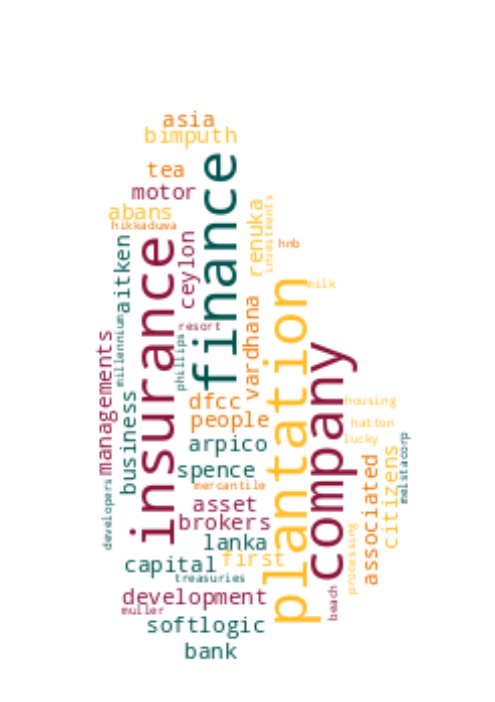 asia
bimputh
tea
motor
abans
hikkaduwa
finance
renuka
investments
hnb
aitken
insurance
ceylon
milk
plantation
vardhana
millennium
resort
phillips
managements
company
business
dfcc
people
housing
hatton
lucky
arpico
spence
mercantile
citizens
melstacorp
associated
developers
asset
brokers
lanka
first
capital
treasuries
processing
beach
development
muller
softlogic
bank